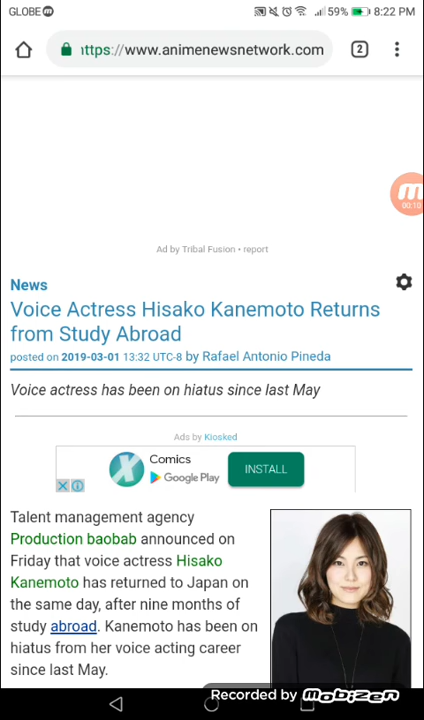 GLOBE
59% 8:22 PM
https://www.animenewsnetwork.com
2
00:10
Ad by Tribal Fusion • report
News
Voice Actress Hisako Kanemoto Returns
from Study Abroad
posted on 2019-03-01 13:32 UTC-8 by Rafael Antonio Pineda
Voice actress has been on hiatus since last May
Ads by Kiosked
Comics
Google Play
INSTALL
Talent management agency
Production baobab announced on
Friday that voice actress Hisako
Kanemoto has returned to Japan on
the same day, after nine months of
study abroad. Kanemoto has been on
hiatus from her voice acting career
since last May.
Recorded by mobizen